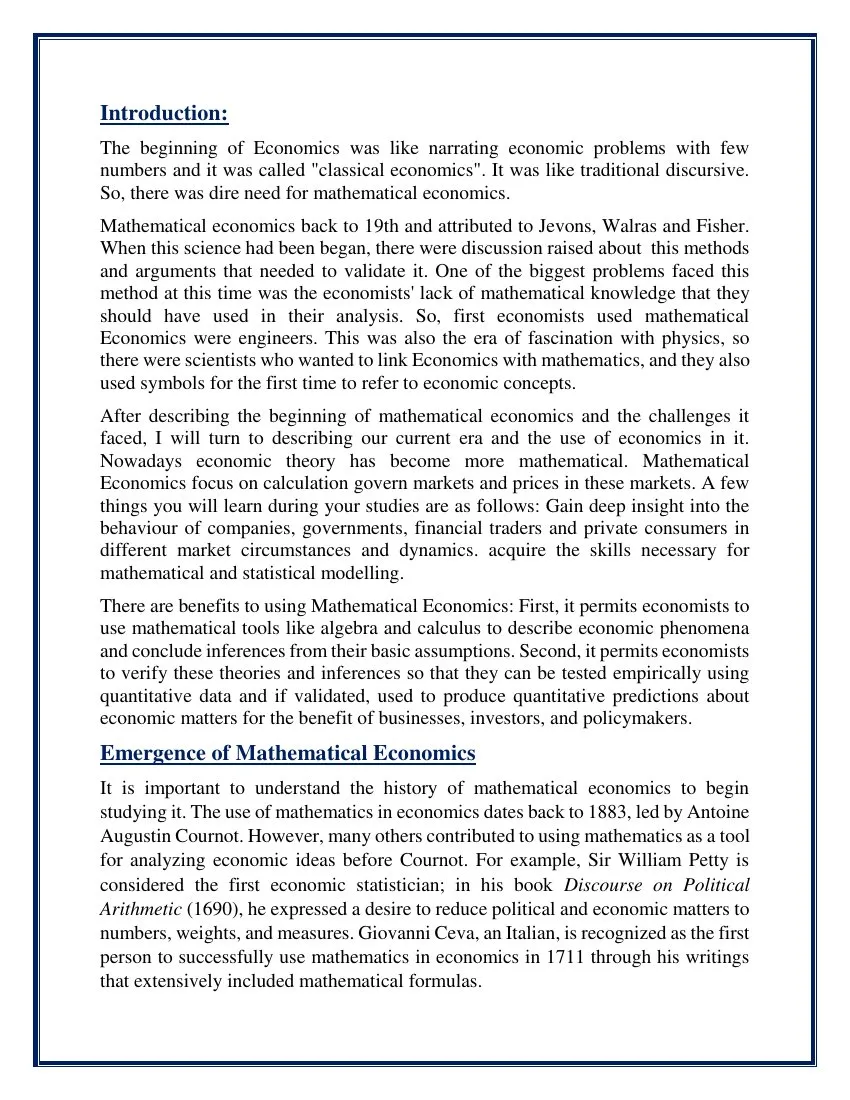 Introduction:
The beginning of Economics was like narrating economic problems with few
numbers and it was called "classical economics". It was like traditional discursive.
So, there was dire need for mathematical economics.
Mathematical economics back to 19th and attributed to Jevons, Walras and Fisher.
When this science had been began, there were discussion raised about  this methods
and arguments that needed to validate it. One of the biggest problems faced this
method at this time was the economists' lack of mathematical knowledge that they
should have used in their analysis. So, first economists used mathematical
Economics were engineers. This was also the era of fascination with physics, so
there were scientists who wanted to link Economics with mathematics, and they also
used symbols for the first time to refer to economic concepts.
After describing the beginning of mathematical economics and the challenges it
faced, I will turn to describing our current era and the use of economics in it.
Nowadays economic theory has become more mathematical. Mathematical
Economics focus on calculation govern markets and prices in these markets. A few
things you will learn during your studies are as follows: Gain deep insight into the
behaviour of companies, governments, financial traders and private consumers in
different market circumstances and dynamics. acquire the skills necessary for
mathematical and statistical modelling.
There are benefits to using Mathematical Economics: First, it permits economists to
use mathematical tools like algebra and calculus to describe economic phenomena
and conclude inferences from their basic assumptions. Second, it permits economists
to verify these theories and inferences so that they can be tested empirically using
quantitative data and if validated, used to produce quantitative predictions about
economic matters for the benefit of businesses, investors, and policymakers.
Emergence of Mathematical Economics
It is important to understand the history of mathematical economics to begin
studying it. The use of mathematics in economics dates back to 1883, led by Antoine
Augustin Cournot. However, many others contributed to using mathematics as a tool
for analyzing economic ideas before Cournot. For example, Sir William Petty is
considered the first economic statistician; in his book Discourse on Political
Arithmetic (1690), he expressed a desire to reduce political and economic matters to
numbers, weights, and measures. Giovanni Ceva, an Italian, is recognized as the first
person to successfully use mathematics in economics in 1711 through his writings
that extensively included mathematical formulas.